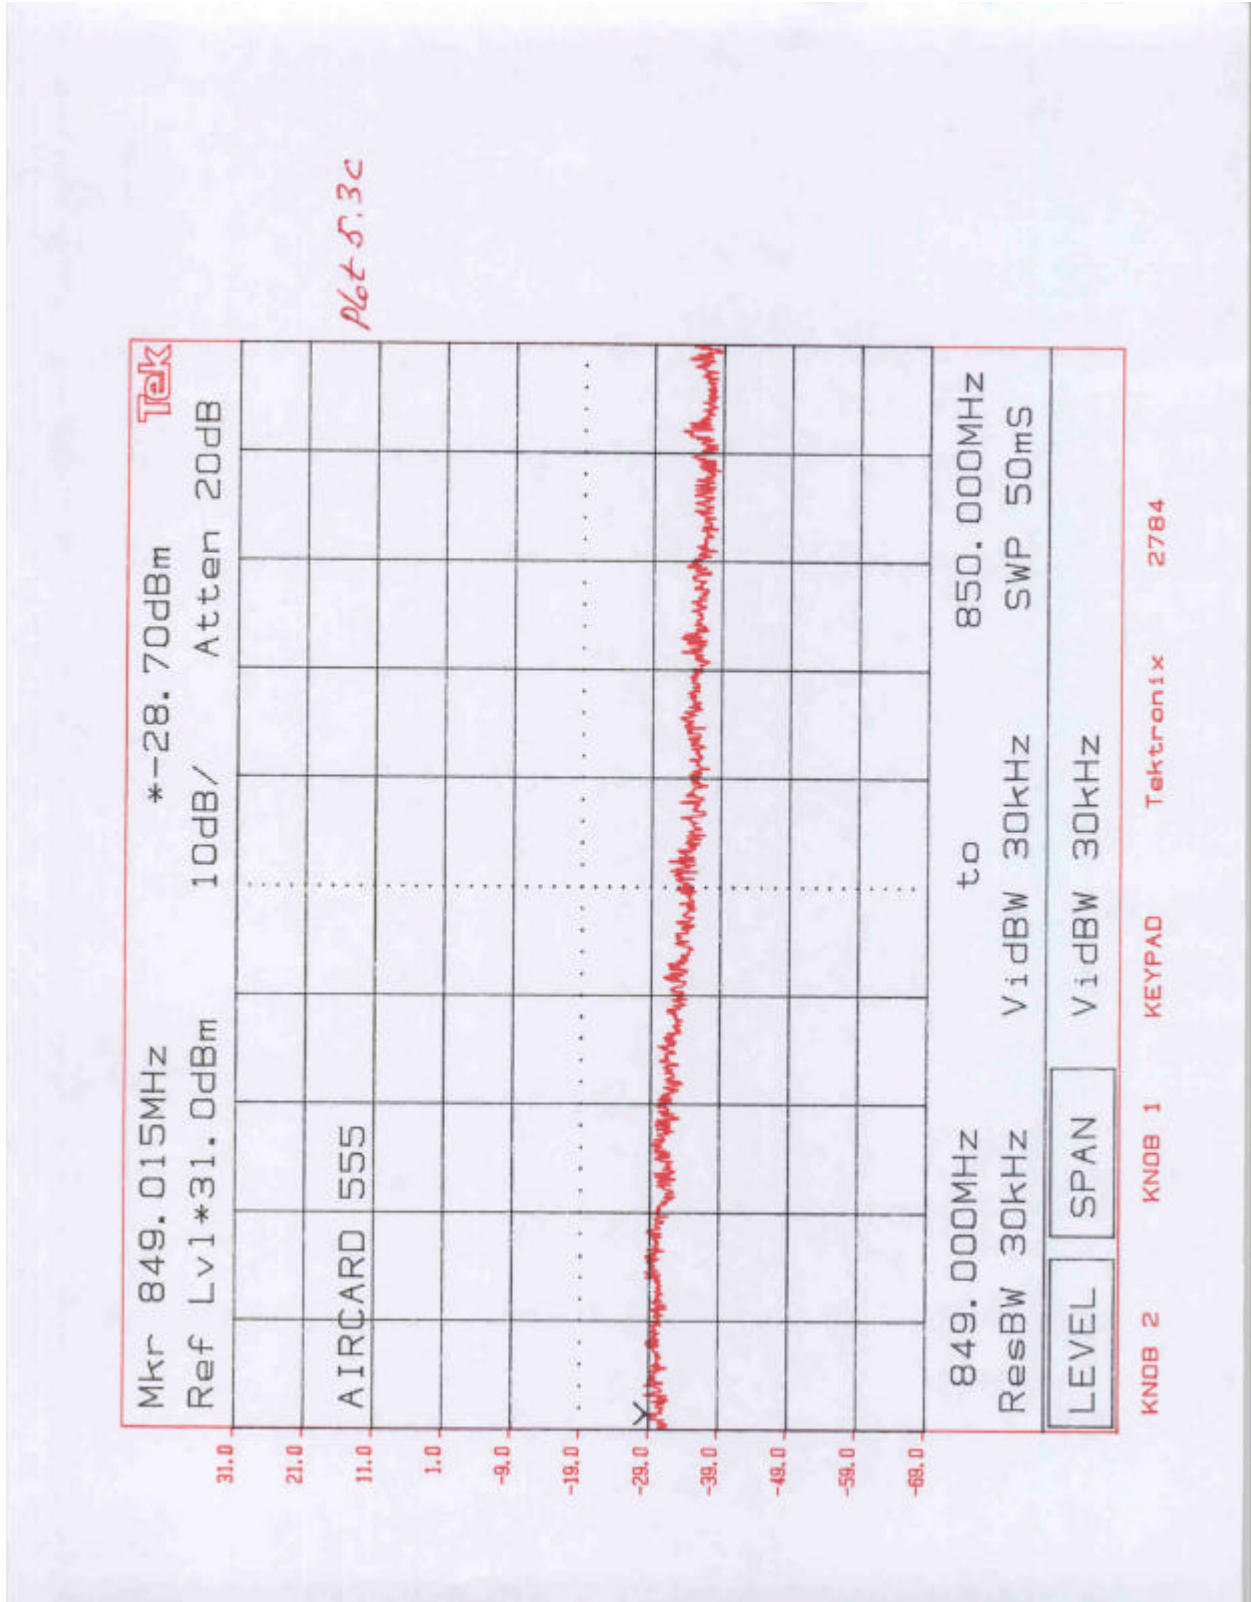 Plot 5.3C
Mkr 849.015MHz *-28.70dBm Tek
Ref Lvl*31.0dBm 10dB/ Atten 20dB
31.0
21.0
AIRCARD 555
11.0
1.0
-9.0
-19.0
-29.0
-39.0
-49.0
-59.0
-69.0
849.000MHz to 850.000MHz
ResBW 30kHz VidBW 30kHz SWP 50mS
LEVEL SPAN VidBW 30kHz
KNOB 2 KNOB 1 KEYPAD Tektronix 2784